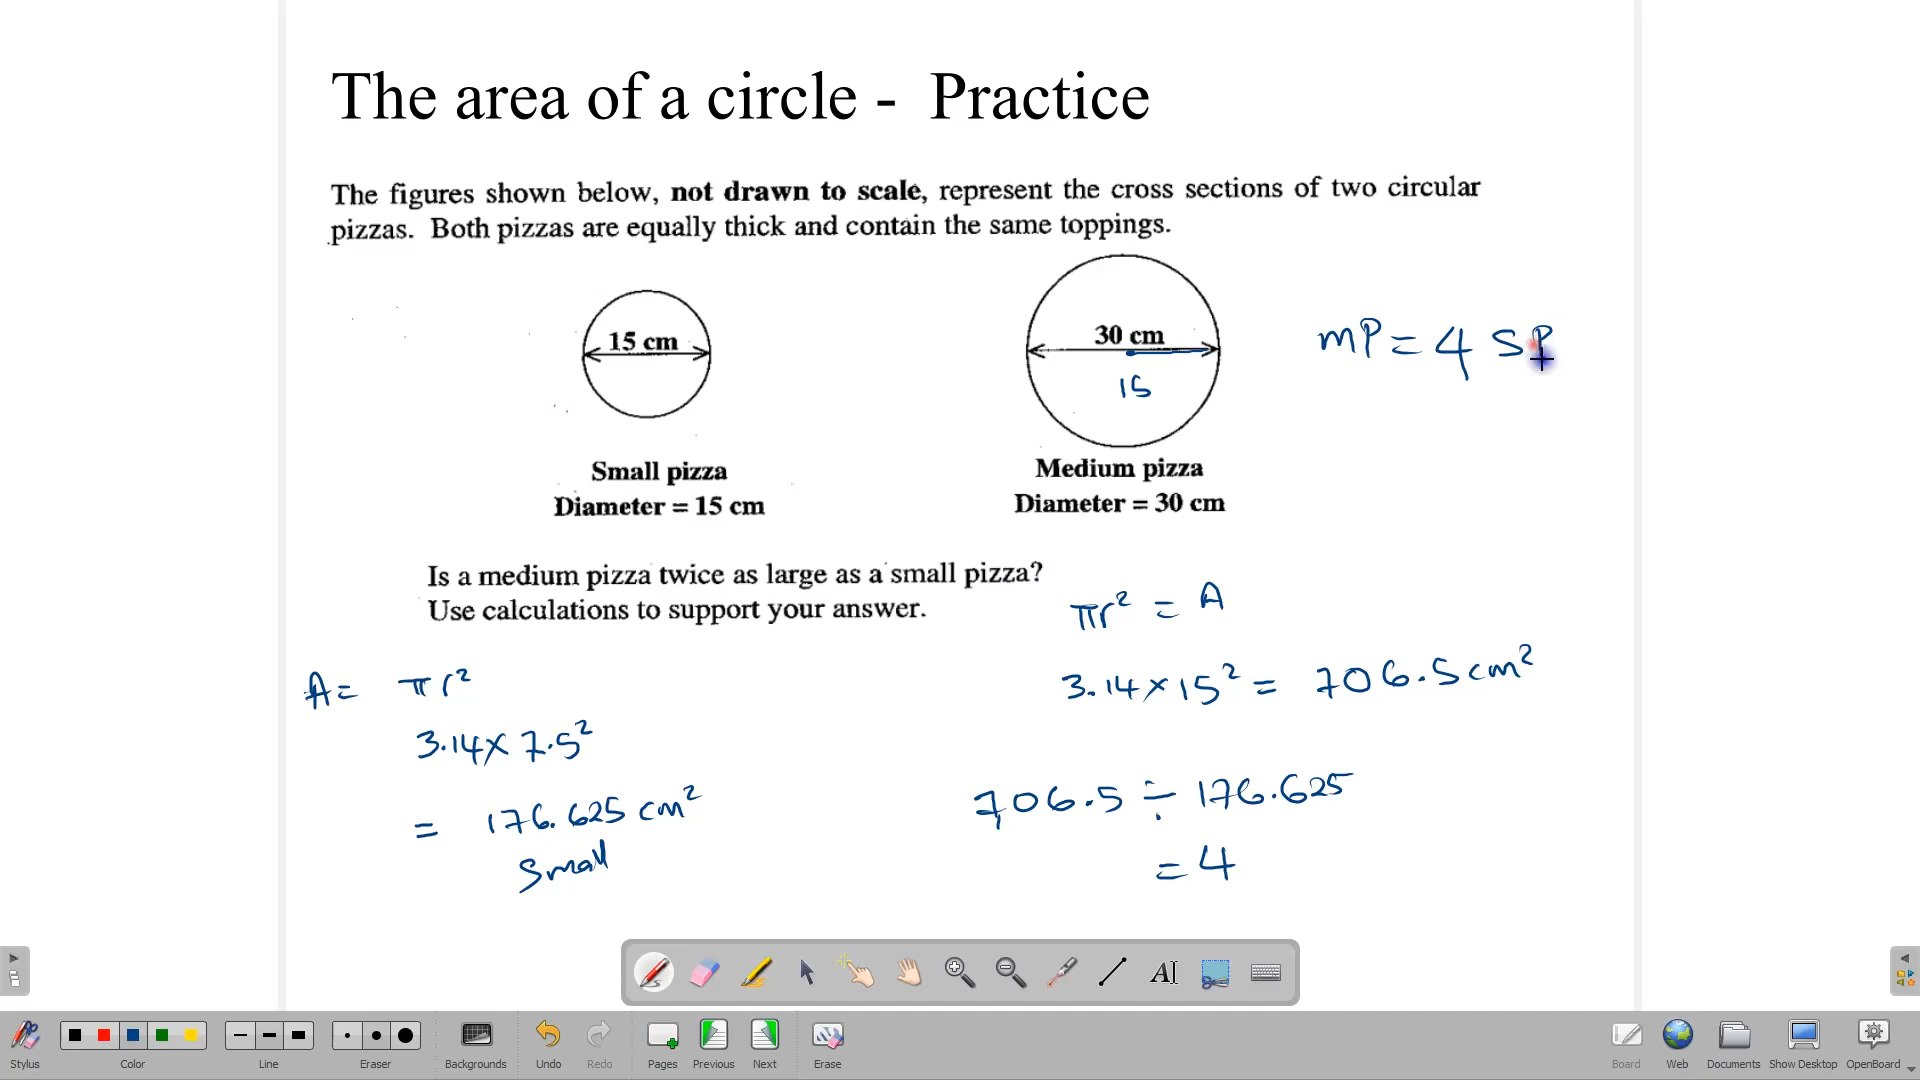 The area of a circle - Practice
The figures shown below, not drawn to scale, represent the cross sections of two circular
pizzas. Both pizzas are equally thick and contain the same toppings.
15 cm
30 cm
15
mP = 4 SP
Small pizza
Diameter = 15 cm
Medium pizza
Diameter = 30 cm
Is a medium pizza twice as large as a small pizza?
Use calculations to support your answer.
πr² = A
A = πr²
3.14 × 7.5²
= 176.625 cm²
Small
3.14 × 15² = 706.5 cm²
706.5 ÷ 176.625
= 4
Stylus
Color
Line
Eraser
Backgrounds
Undo
Redo
Pages
Previous
Next
Erase
Board
Web
Documents
Show Desktop
OpenBoard